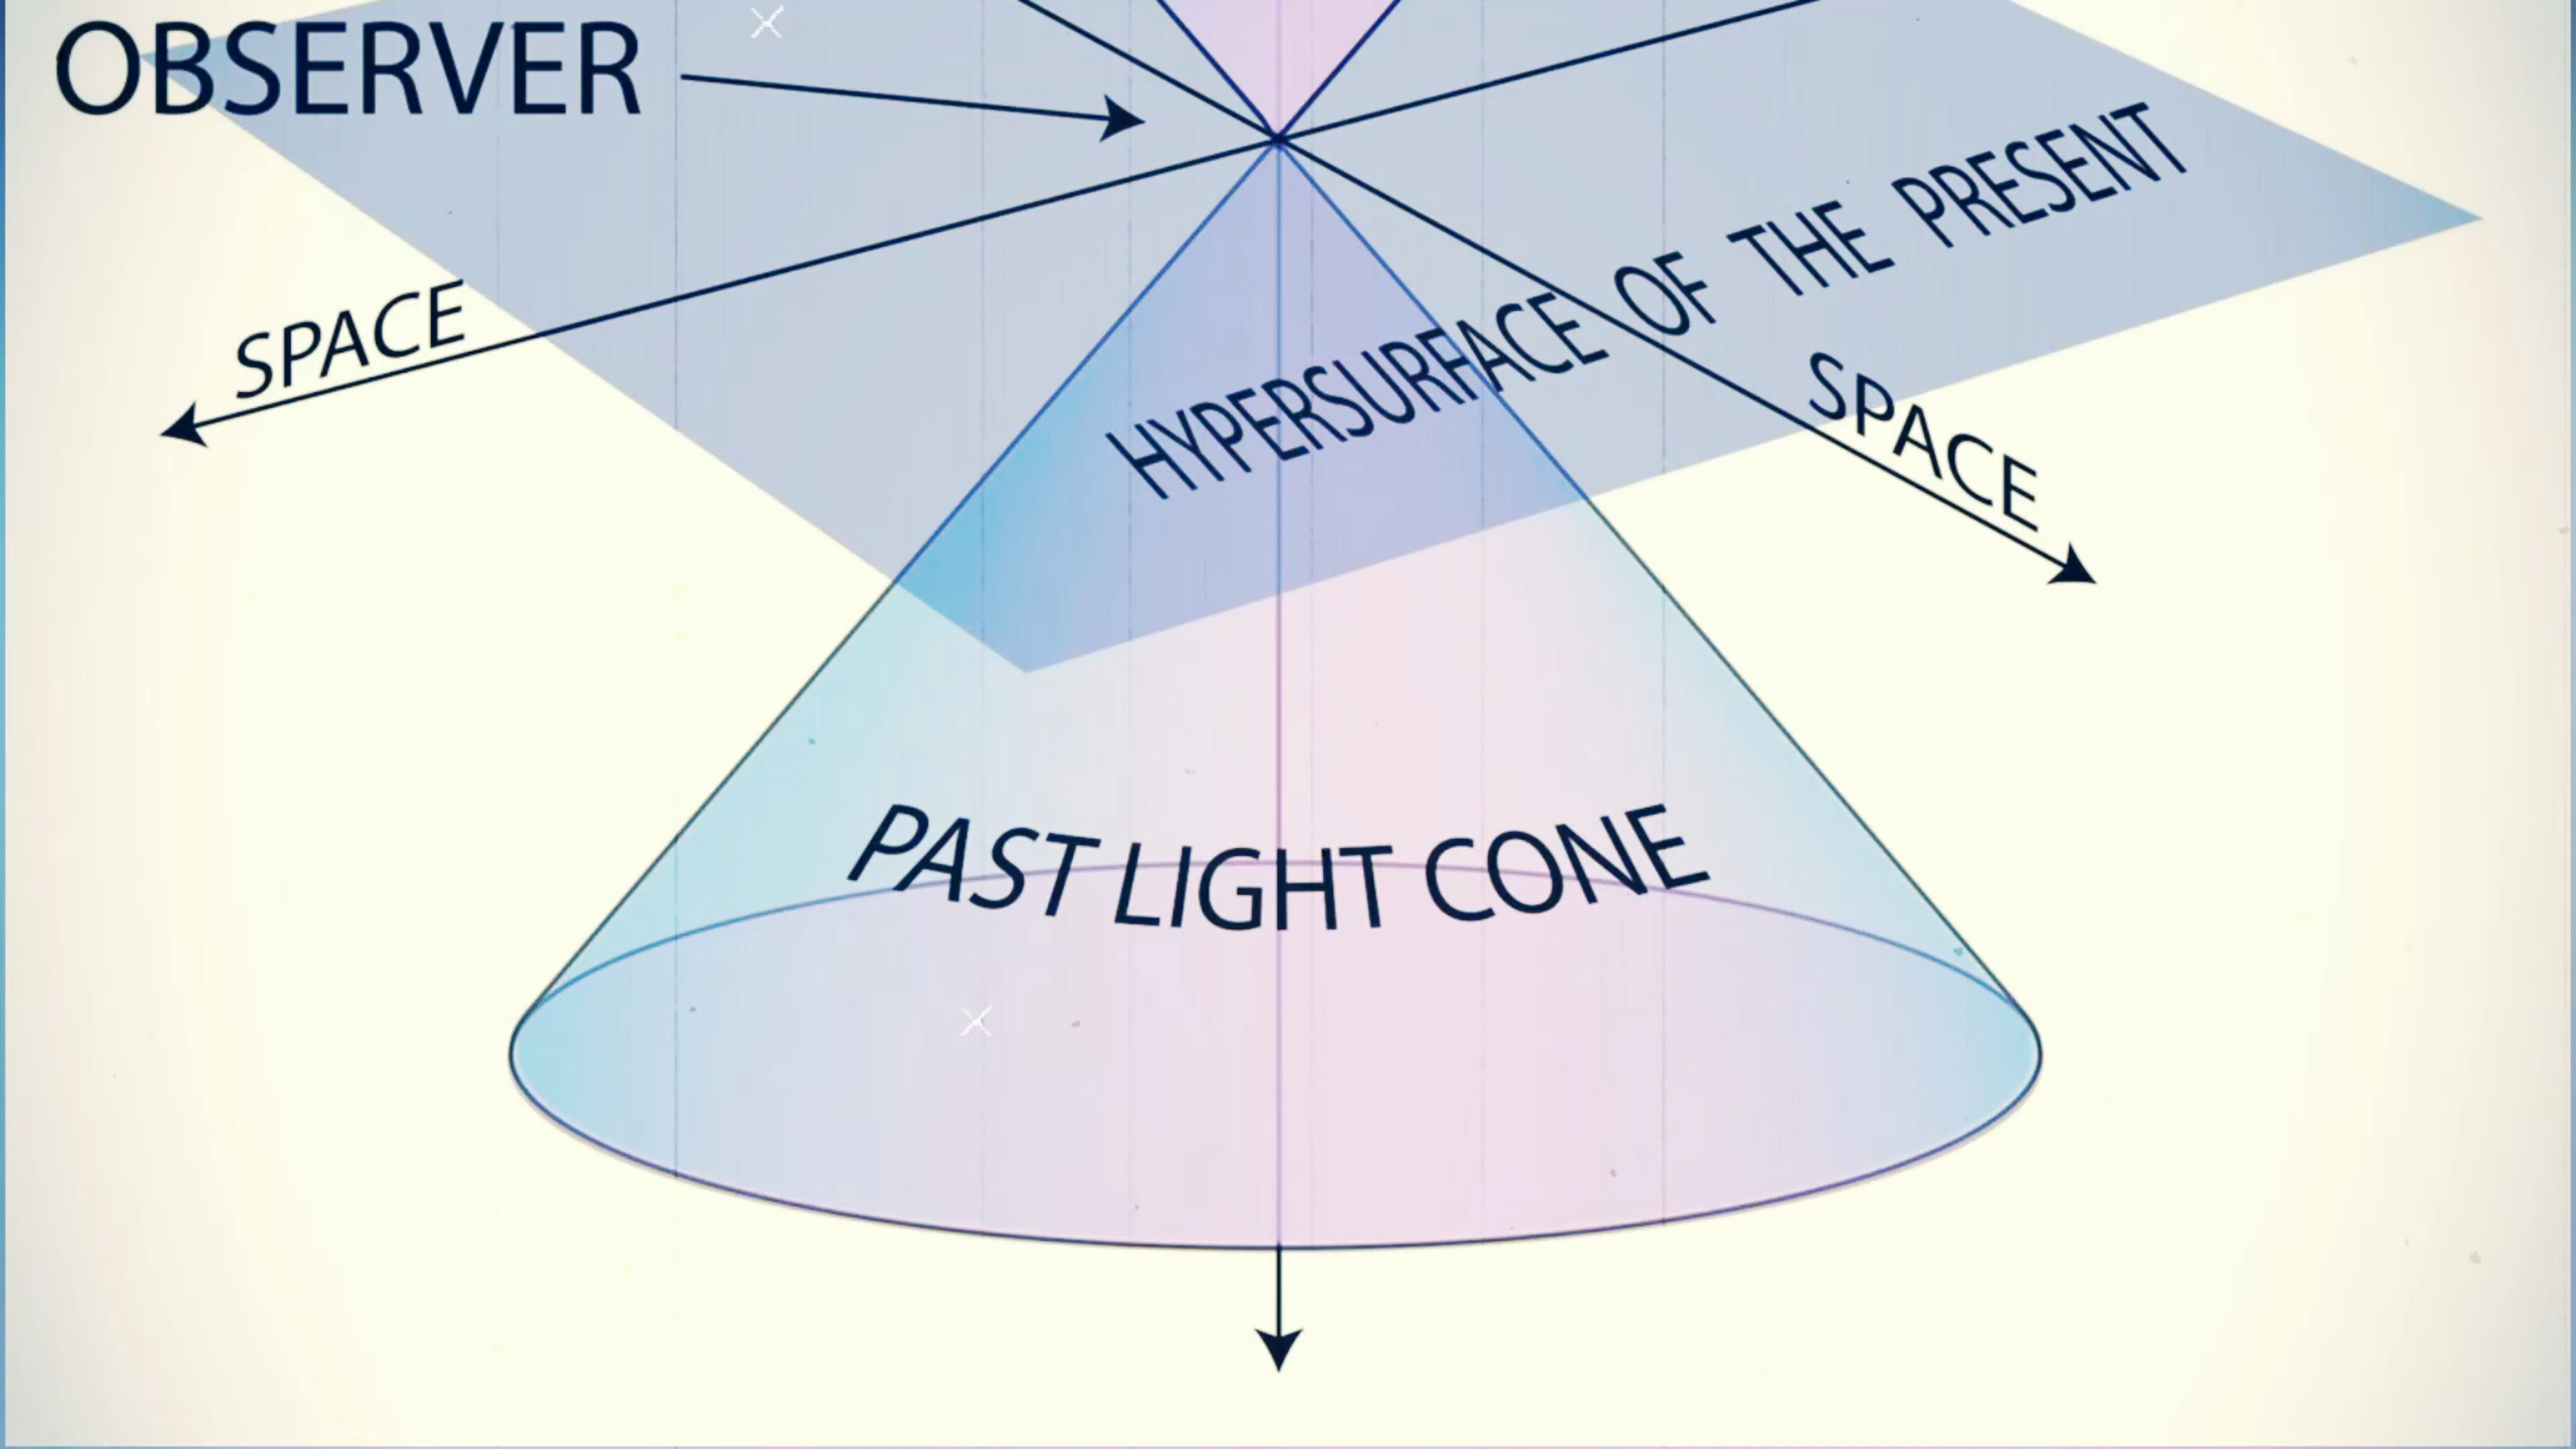 OBSERVER
HYPERSURFACE OF THE PRESENT
SPACE
SPACE
PAST LIGHT CONE